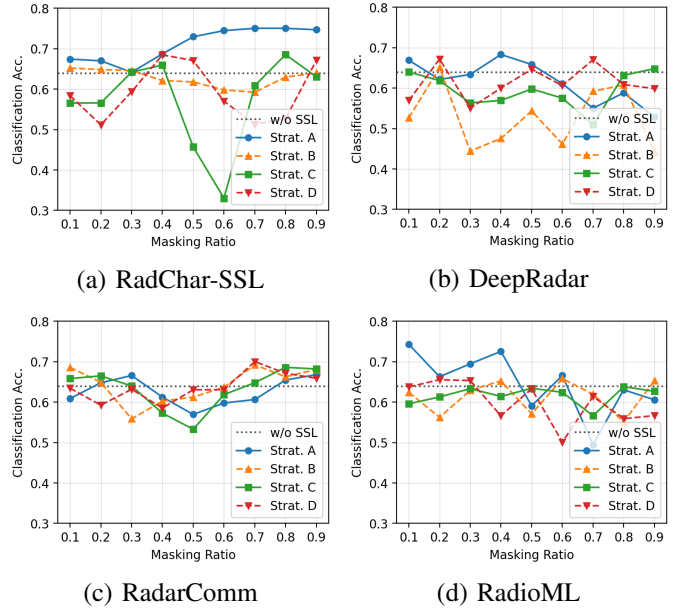 0.8
0.7
0.6
0.5
0.4
0.3
Classification Acc.
w/o SSL
Strat. A
Strat. B
Strat. C
Strat. D
0.1 0.2 0.3 0.4 0.5 0.6 0.7 0.8 0.9
Masking Ratio
(a) RadChar-SSL
0.8
0.7
0.6
0.5
0.4
0.3
Classification Acc.
w/o SSL
Strat. A
Strat. B
Strat. C
Strat. D
0.1 0.2 0.3 0.4 0.5 0.6 0.7 0.8 0.9
Masking Ratio
(b) DeepRadar
0.8
0.7
0.6
0.5
0.4
0.3
Classification Acc.
w/o SSL
Strat. A
Strat. B
Strat. C
Strat. D
0.1 0.2 0.3 0.4 0.5 0.6 0.7 0.8 0.9
Masking Ratio
(c) RadarComm
0.8
0.7
0.6
0.5
0.4
0.3
Classification Acc.
w/o SSL
Strat. A
Strat. B
Strat. C
Strat. D
0.1 0.2 0.3 0.4 0.5 0.6 0.7 0.8 0.9
Masking Ratio
(d) RadioML